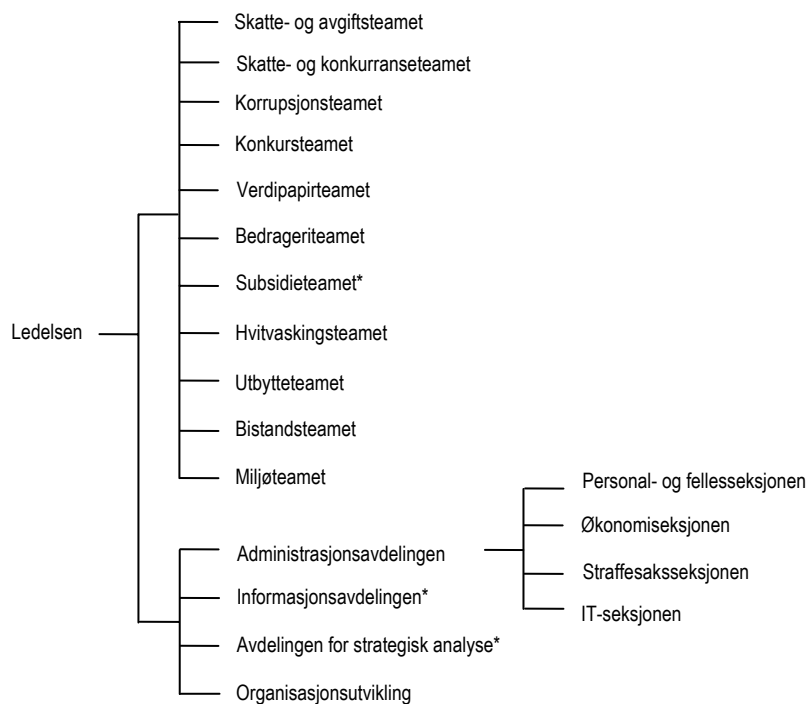 Skatte- og avgiftsteamet
Skatte- og konkurranseteamet
Korrupsjonsteamet
Konkursteamet
Verdipapirteamet
Bedrageriteamet
Subsidieteamet*
Ledelsen
Hvitvaskingsteamet
Utbytteteamet
Bistandsteamet
Miljøteamet
Administrasjonsavdelingen
Informasjonsavdelingen*
Avdelingen for strategisk analyse*
Organisasjonsutvikling
Personal- og fellesseksjonen
Økonomiseksjonen
Straffesaksseksjonen
IT-seksjonen